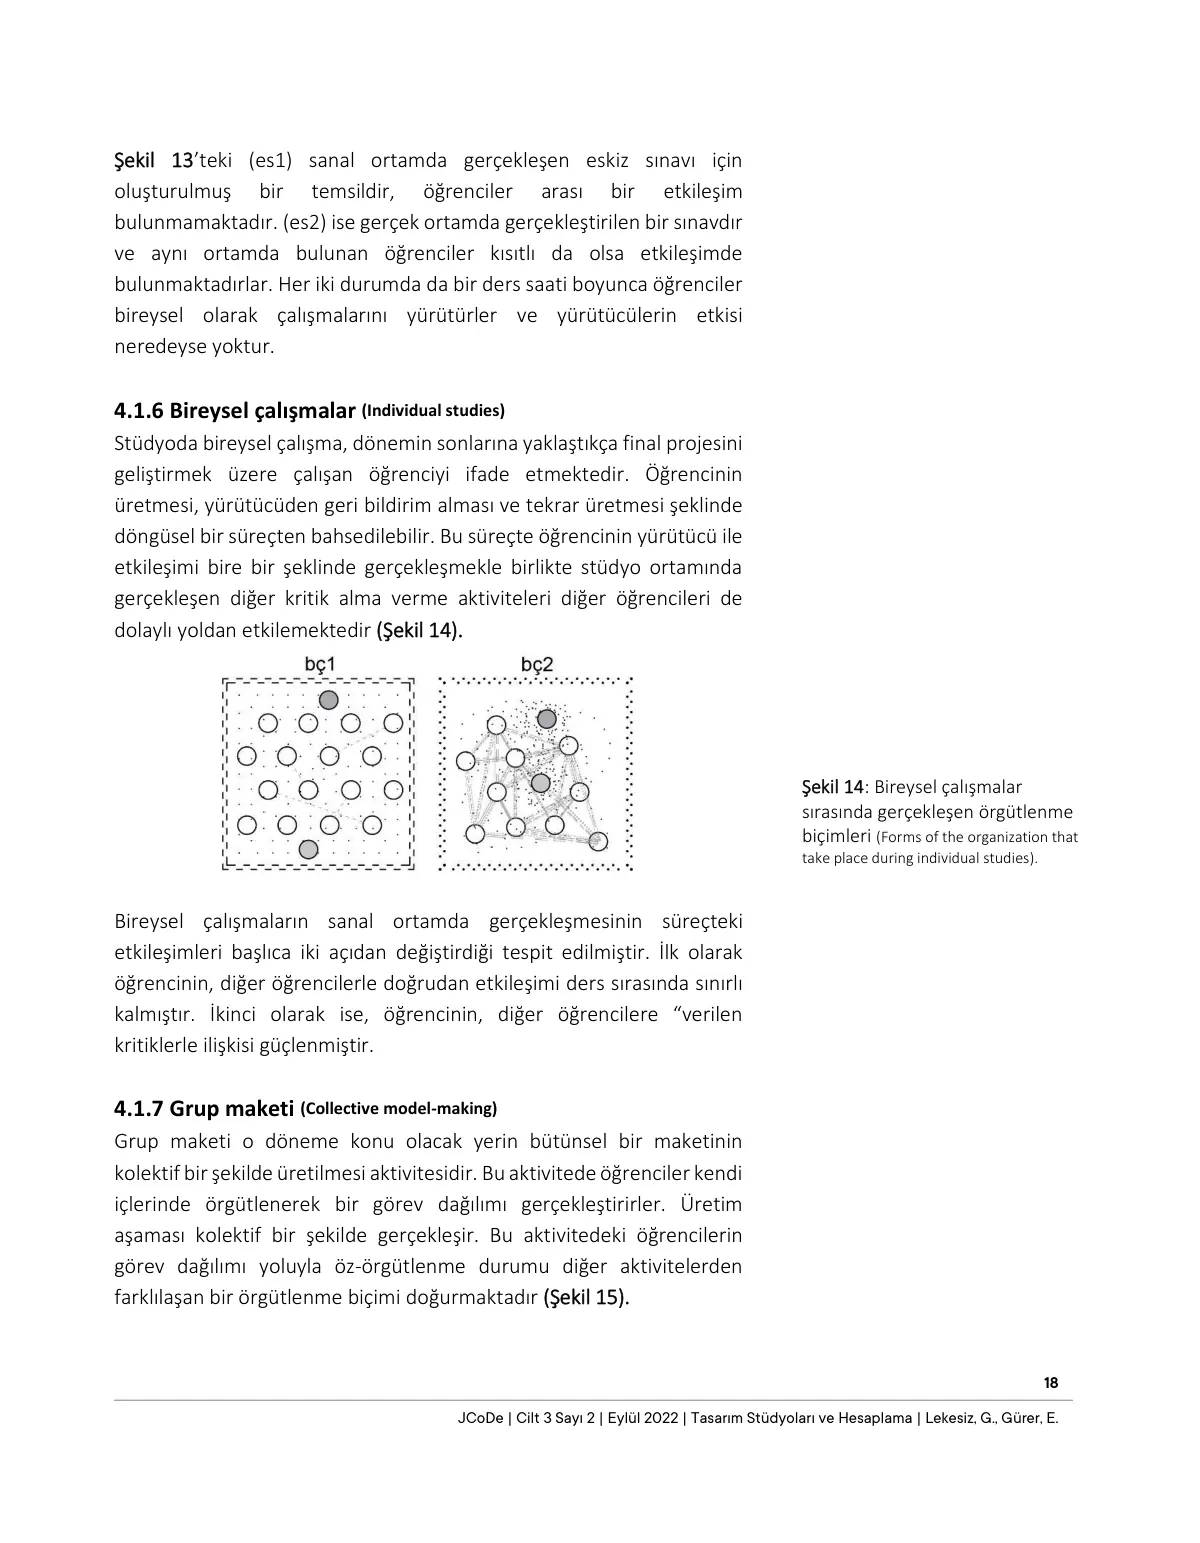 Şekil 13’teki (es1) sanal ortamda gerçekleşen eskiz sınavı için
oluşturulmuş bir temsildir, öğrenciler arası bir etkileşim
bulunmamaktadır. (es2) ise gerçek ortamda gerçekleştirilen bir sınavdır
ve aynı ortamda bulunan öğrenciler kısıtlı da olsa etkileşimde
bulunmaktadırlar. Her iki durumda da bir ders saati boyunca öğrenciler
bireysel olarak çalışmalarını yürütürler ve yürütücülerin etkisi
neredeyse yoktur.
4.1.6 Bireysel çalışmalar (Individual studies)
Stüdyoda bireysel çalışma, dönemin sonlarına yaklaştıkça final projesini
geliştirmek üzere çalışan öğrenciyi ifade etmektedir. Öğrencinin
üretmesi, yürütücüden geri bildirim alması ve tekrar üretmesi şeklinde
döngüsel bir süreçten bahsedilebilir. Bu süreçte öğrencinin yürütücü ile
etkileşimi bire bir şeklinde gerçekleşmekle birlikte stüdyo ortamında
gerçekleşen diğer kritik alma verme aktiviteleri diğer öğrencileri de
dolaylı yoldan etkilemektedir (Şekil 14).
bç1 bç2
Şekil 14: Bireysel çalışmalar
sırasında gerçekleşen örgütlenme
biçimleri (Forms of the organization that
take place during individual studies).
Bireysel çalışmaların sanal ortamda gerçekleşmesinin süreçteki
etkileşimleri başlıca iki açıdan değiştirdiği tespit edilmiştir. İlk olarak
öğrencinin, diğer öğrencilerle doğrudan etkileşimi ders sırasında sınırlı
kalmıştır. İkinci olarak ise, öğrencinin, diğer öğrencilere “verilen
kritiklerle ilişkisi güçlenmiştir.
4.1.7 Grup maketi (Collective model-making)
Grup maketi o döneme konu olacak yerin bütünsel bir maketinin
kolektif bir şekilde üretilmesi aktivitesidir. Bu aktivitede öğrenciler kendi
içlerinde örgütlenerek bir görev dağılımı gerçekleştirirler. Üretim
aşaması kolektif bir şekilde gerçekleşir. Bu aktivitedeki öğrencilerin
görev dağılımı yoluyla öz-örgütlenme durumu diğer aktivitelerden
farklılaşan bir örgütlenme biçimi doğurmaktadır (Şekil 15).
18
JCoDe | Cilt 3 Sayı 2 | Eylül 2022 | Tasarım Stüdyoları ve Hesaplama | Lekesiz, G., Gürer, E.